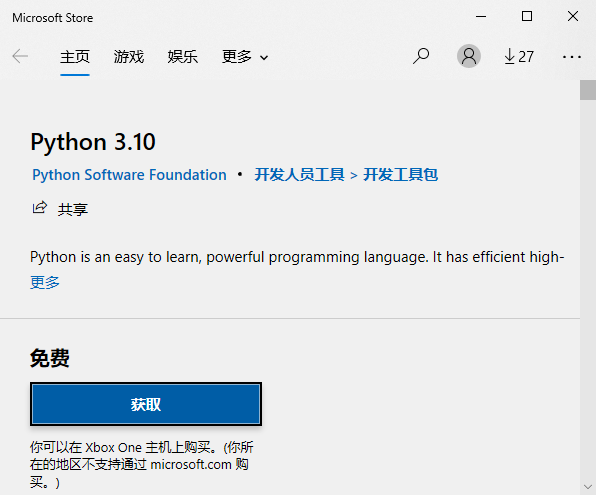 Microsoft Store
主页 游戏 娱乐 更多 27
Python 3.10
Python Software Foundation • 开发人员工具 > 开发工具包
共享
Python is an easy to learn, powerful programming language. It has efficient high-
更多
免费
获取
你可以在 Xbox One 主机上购买。(你所
在的地区不支持通过 microsoft.com 购
买。)